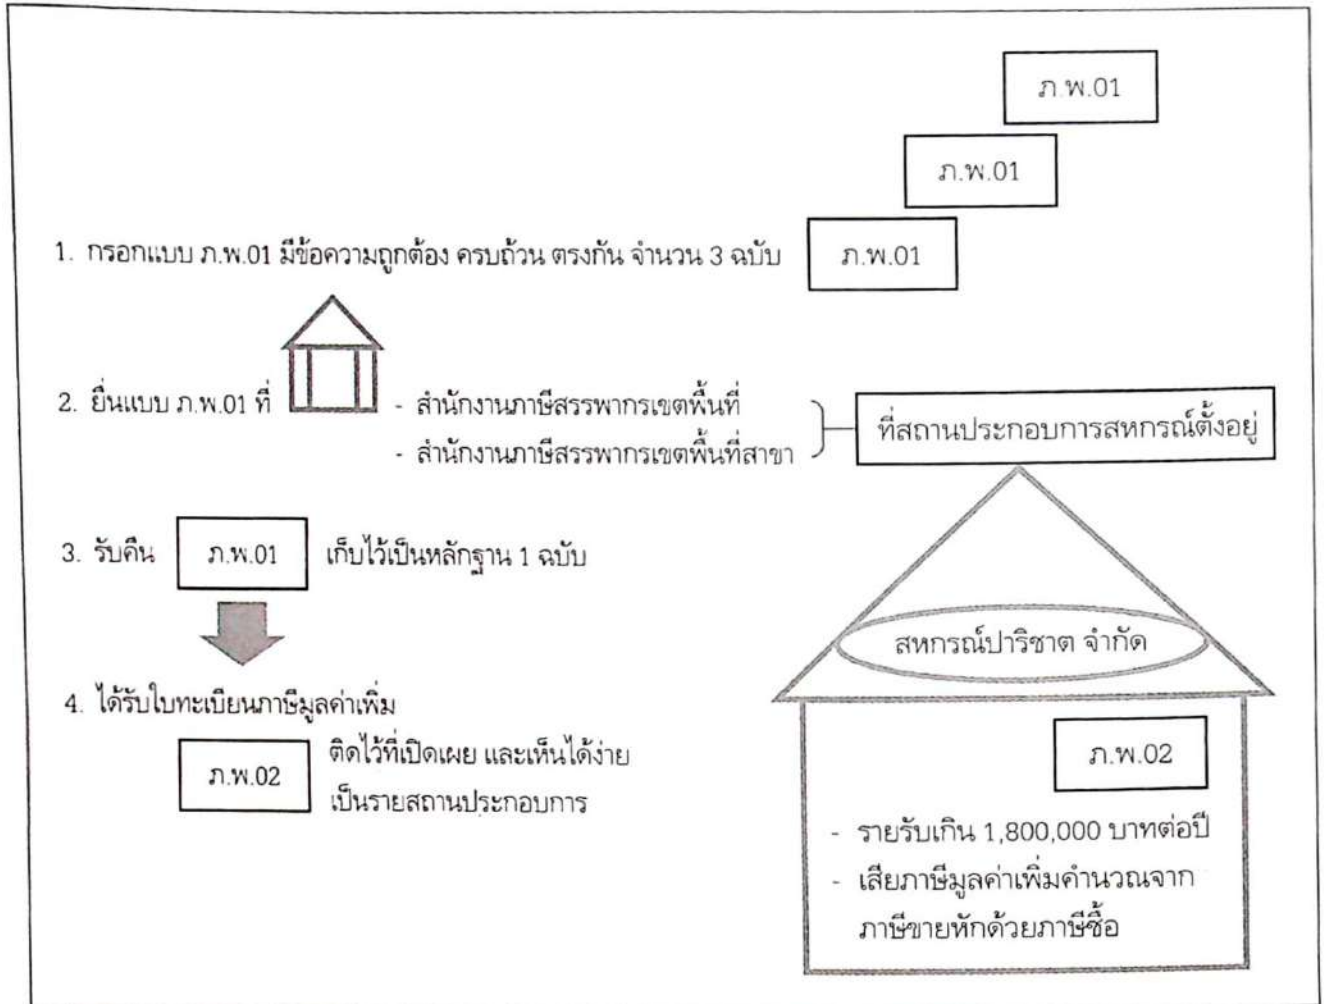 ภ.พ.01
ภ.พ.01
1. กรอกแบบ ภ.พ.01 มีข้อความถูกต้อง ครบถ้วน ตรงกัน จำนวน 3 ฉบับ ภ.พ.01
2. ยื่นแบบ ภ.พ.01 ที่ - สำนักงานภาษีสรรพากรเขตพื้นที่
- สำนักงานภาษีสรรพากรเขตพื้นที่สาขา
ที่สถานประกอบการสหกรณ์ตั้งอยู่
3. รับคืน ภ.พ.01 เก็บไว้เป็นหลักฐาน 1 ฉบับ
4. ได้รับใบทะเบียนภาษีมูลค่าเพิ่ม
ภ.พ.02 ติดไว้ที่เปิดเผย และเห็นได้ง่าย
เป็นรายสถานประกอบการ
สหกรณ์ปาริชาต จำกัด
ภ.พ.02
- รายรับเกิน 1,800,000 บาทต่อปี
- เสียภาษีมูลค่าเพิ่มคำนวณจาก
ภาษีขายหักด้วยภาษีซื้อ